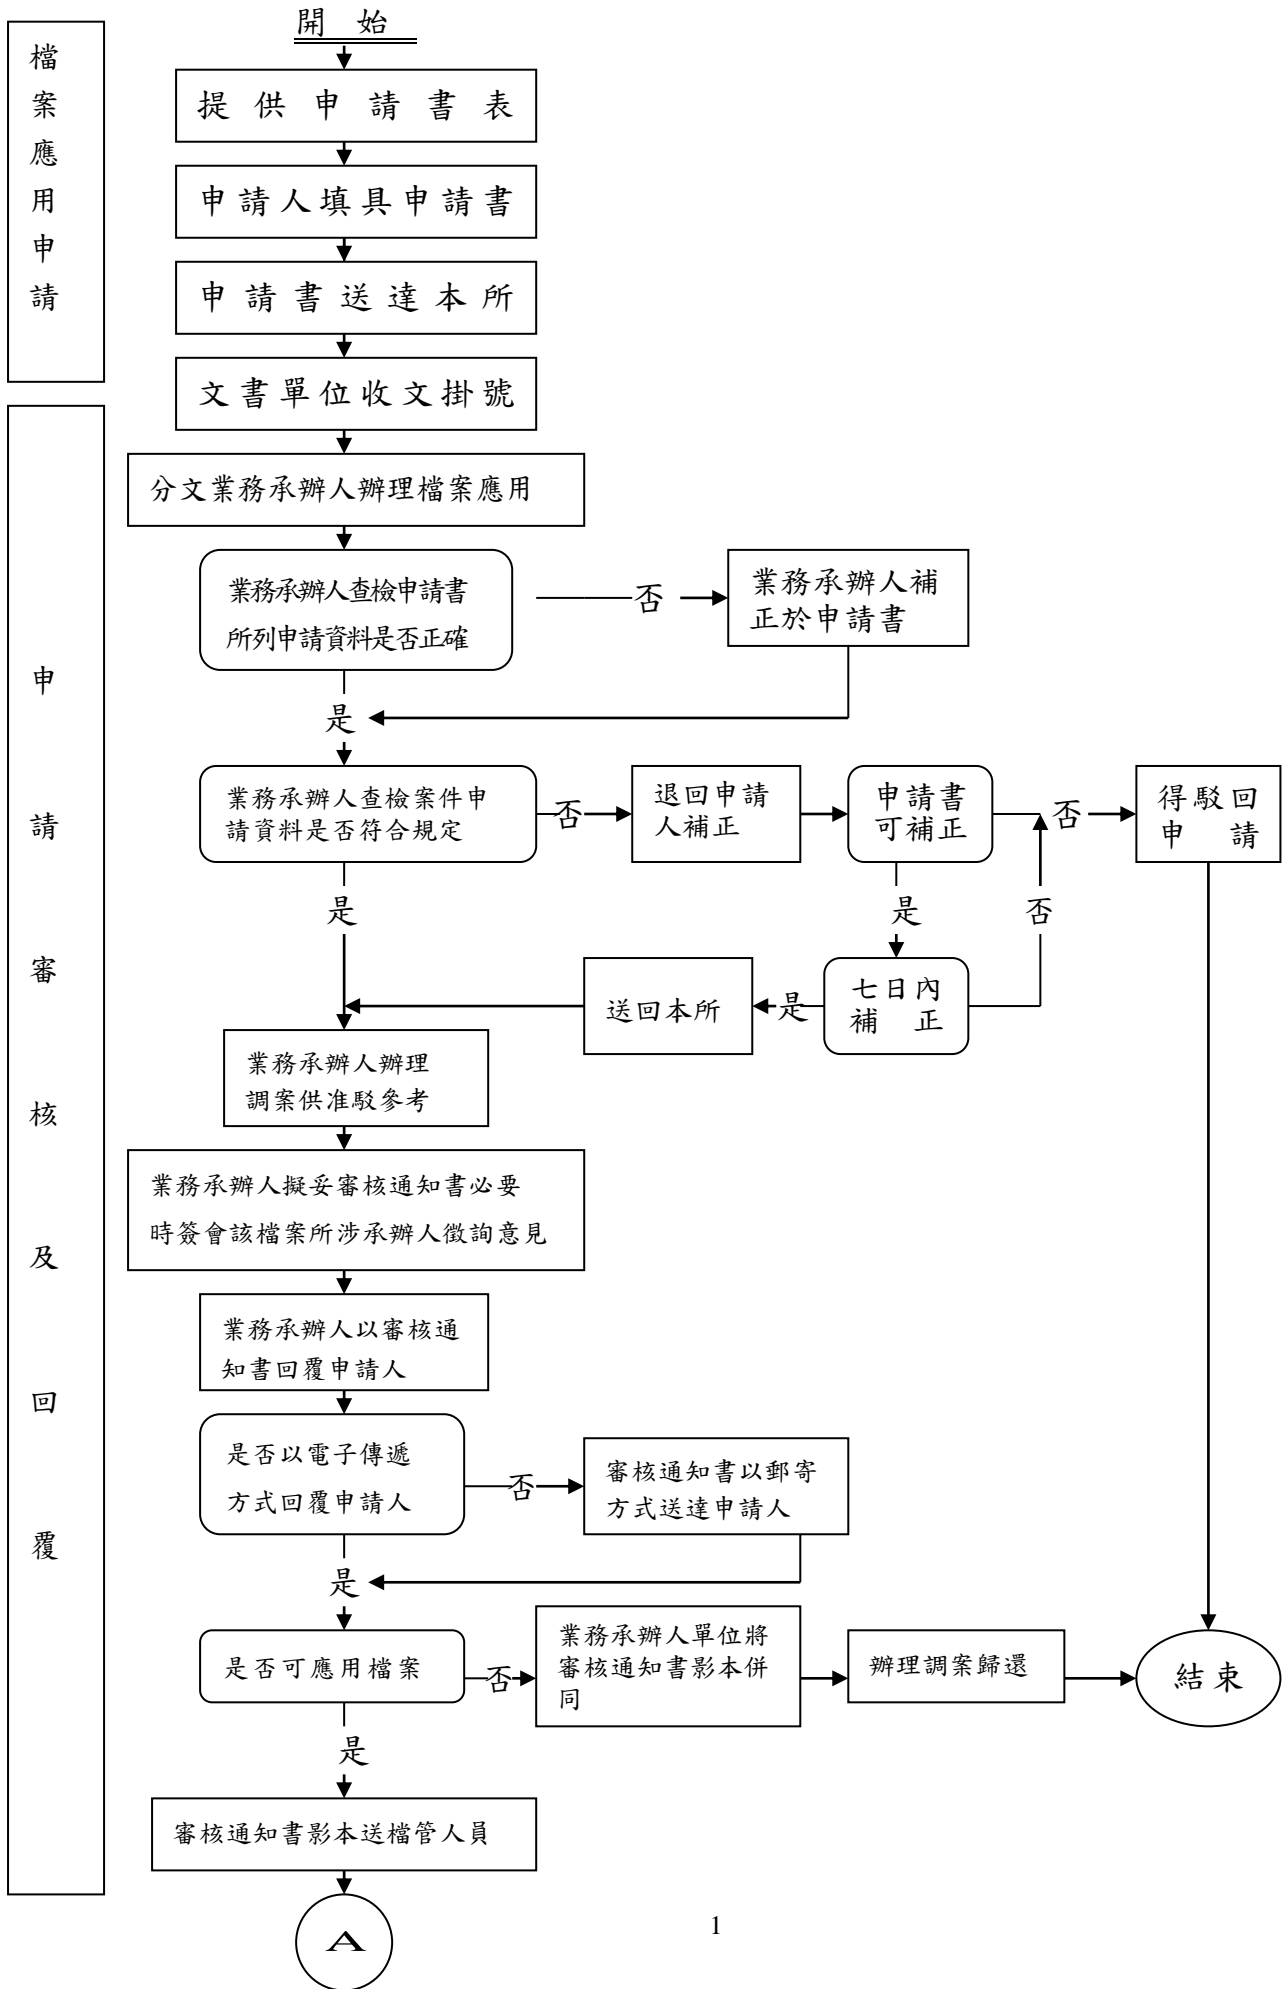 開始
檔案應用申請
提供申請書表
申請人填具申請書
申請書送達本所
文書單位收文掛號
申請審核及回覆
分文業務承辦人辦理檔案應用
業務承辦人查檢申請書
所列申請資料是否正確
否
業務承辦人補
正於申請書
是
業務承辦人查檢案件申
請資料是否符合規定
否
退回申請
人補正
申請書
可補正
否
得駁回
申請
是
是
否
七日內
補正
是
送回本所
業務承辦人辦理
調案供准駁參考
業務承辦人擬妥審核通知書必要
時簽會該檔案所涉承辦人徵詢意見
業務承辦人以審核通
知書回覆申請人
是否以電子傳遞
方式回覆申請人
否
審核通知書以郵寄
方式送達申請人
是
是否可應用檔案
否
業務承辦人單位將
審核通知書影本併
同
辦理調案歸還
結束
是
審核通知書影本送檔管人員
A
1